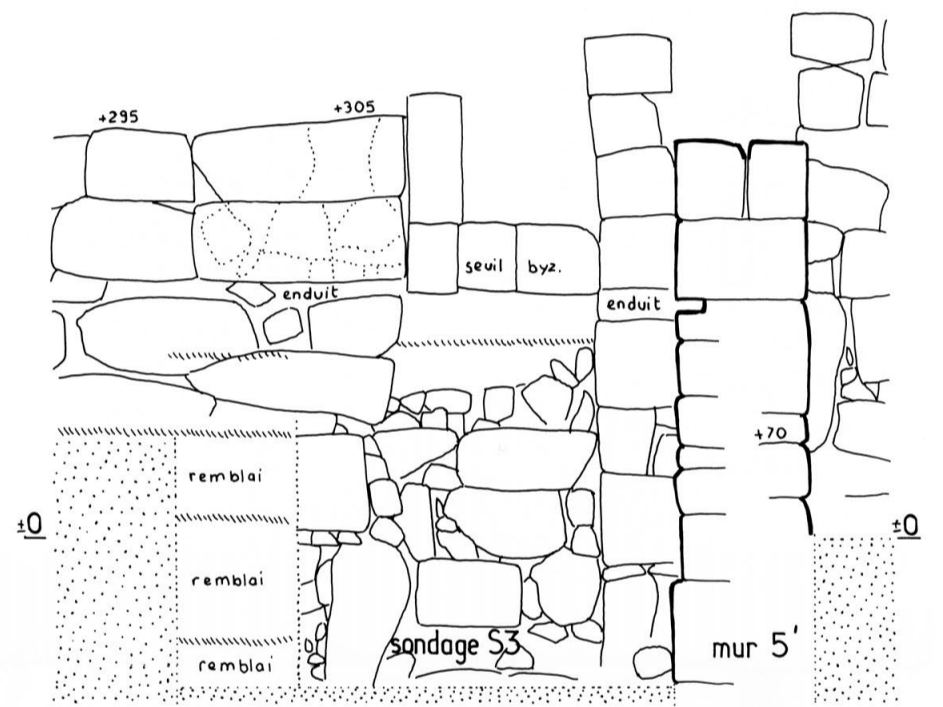 +295
+305
seuil byz.
enduit
enduit
+70
remblai
±0
±0
remblai
sondage S3
mur 5'
remblai